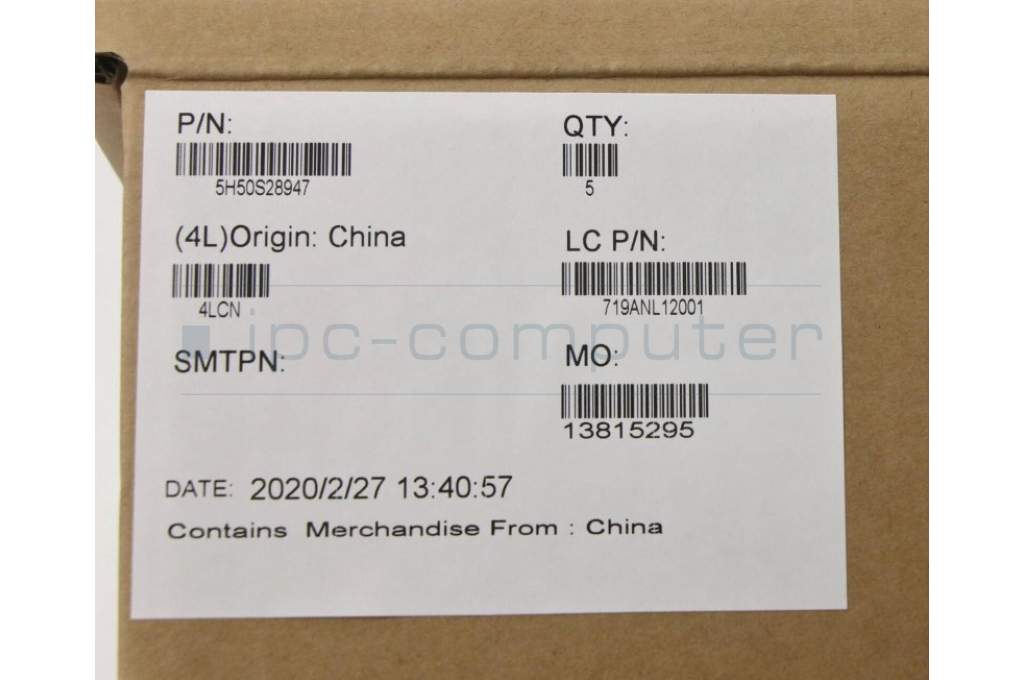 P/N:
5H50S28947
QTY:
5
(4L)Origin: China
4LCN
LC P/N:
719ANL12001
ipc-computer
SMTPN:
MO:
13815295
DATE: 2020/2/27 13:40:57
Contains Merchandise From : China